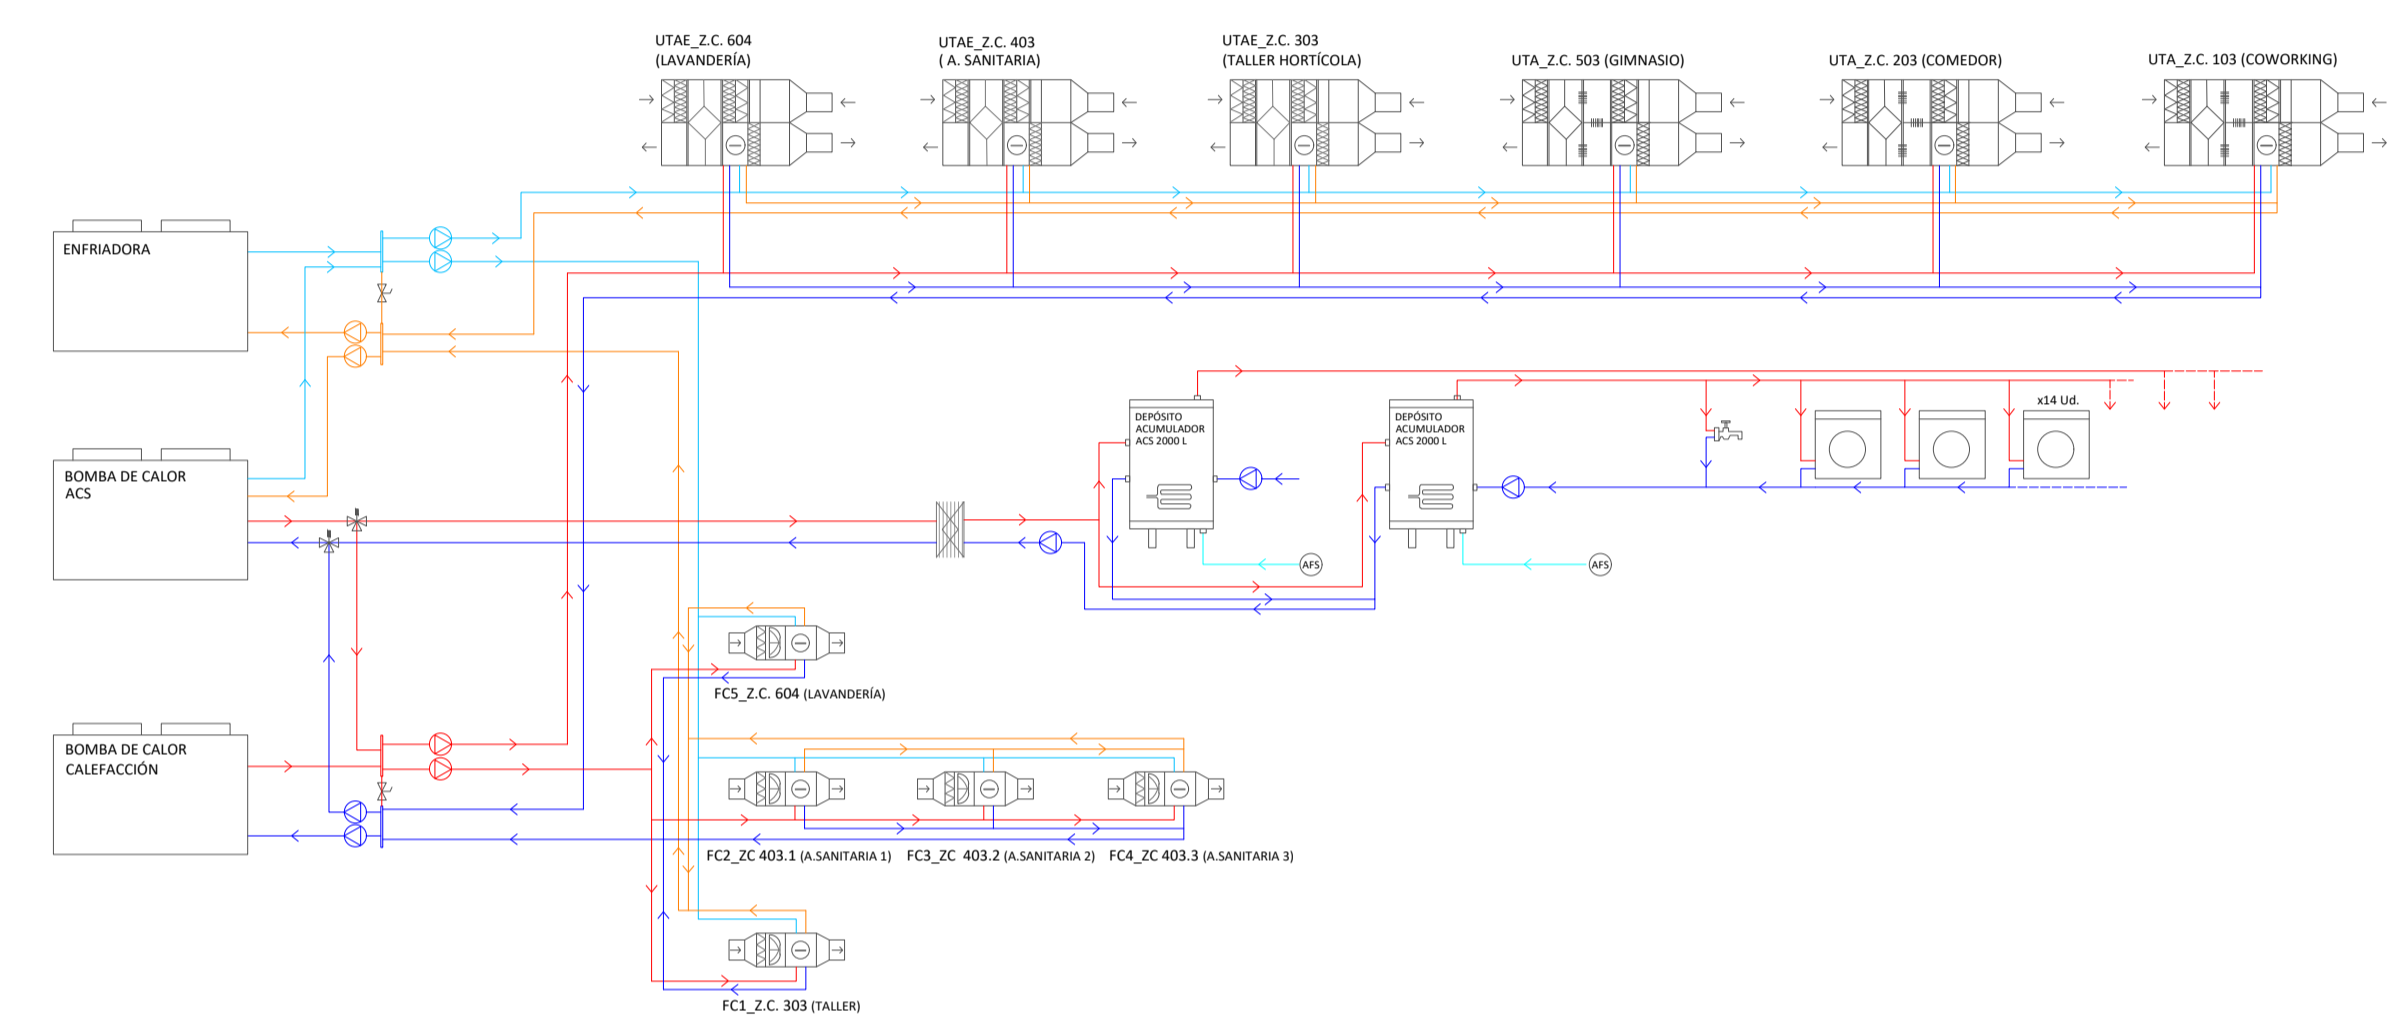 UTAE_Z.C. 604
(LAVANDERÍA)
UTAE_Z.C. 403
( A. SANITARIA)
UTAE_Z.C. 303
(TALLER HORTÍCOLA)
UTA_Z.C. 503 (GIMNASIO)
UTA_Z.C. 203 (COMEDOR)
UTA_Z.C. 103 (COWORKING)
ENFRIADORA
BOMBA DE CALOR
ACS
BOMBA DE CALOR
CALEFACCIÓN
DEPÓSITO
ACUMULADOR
ACS 2000 L
DEPÓSITO
ACUMULADOR
ACS 2000 L
x14 Ud.
AFS
AFS
FC5_Z.C. 604 (LAVANDERÍA)
FC2_ZC 403.1 (A.SANITARIA 1)
FC3_ZC  403.2 (A.SANITARIA 2)
FC4_ZC 403.3 (A.SANITARIA 3)
FC1_Z.C. 303 (TALLER)